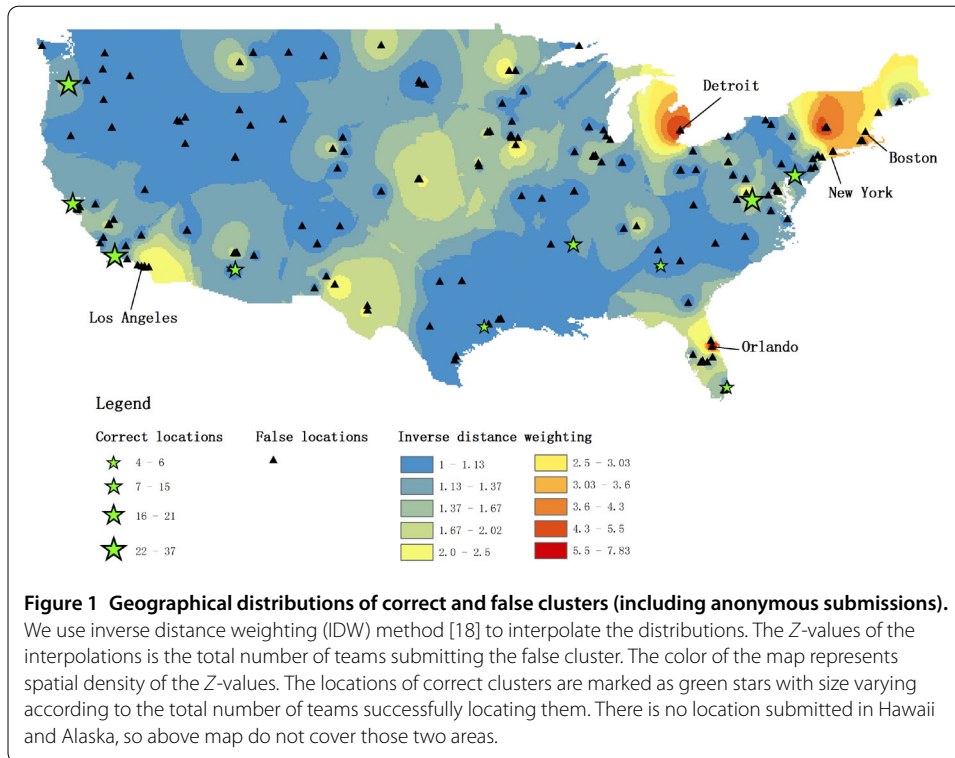 Detroit
Boston
New York
Los Angeles
Orlando
Legend
Correct locations
4 - 6
7 - 15
16 - 21
22 - 37
False locations
Inverse distance weighting
1 - 1.13
1.13 - 1.37
1.37 - 1.67
1.67 - 2.02
2.0 - 2.5
2.5 - 3.03
3.03 - 3.6
3.6 - 4.3
4.3 - 5.5
5.5 - 7.83
Figure 1 Geographical distributions of correct and false clusters (including anonymous submissions).
We use inverse distance weighting (IDW) method [18] to interpolate the distributions. The Z-values of the
interpolations is the total number of teams submitting the false cluster. The color of the map represents
spatial density of the Z-values. The locations of correct clusters are marked as green stars with size varying
according to the total number of teams successfully locating them. There is no location submitted in Hawaii
and Alaska, so above map do not cover those two areas.